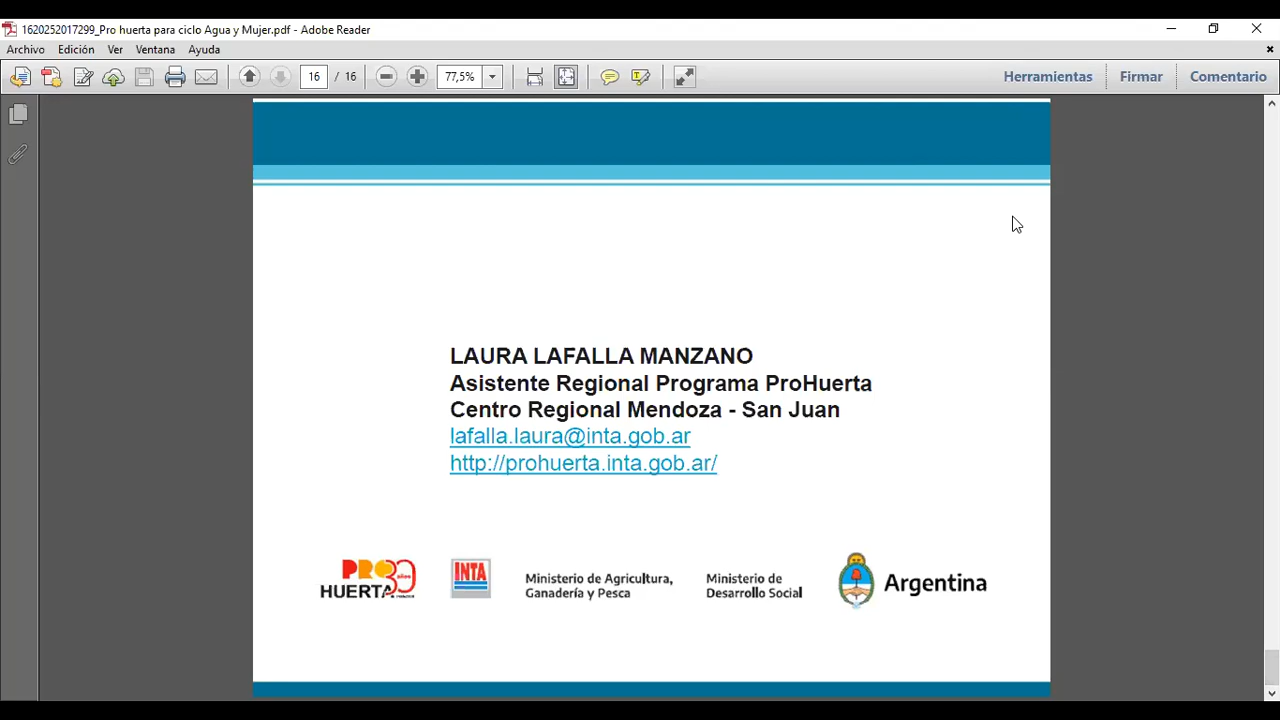 1620252017299_Pro huerta para ciclo Agua y Mujer.pdf - Adobe Reader
Archivo Edición Ver Ventana Ayuda
16 / 16 77,5% Herramientas Firmar Comentario
LAURA LAFALLA MANZANO
Asistente Regional Programa ProHuerta
Centro Regional Mendoza - San Juan
lafalla.laura@inta.gob.ar
http://prohuerta.inta.gob.ar/
PRO
HUERTA
30 años
INTA
Ministerio de Agricultura,
Ganadería y Pesca
Ministerio de
Desarrollo Social
Argentina